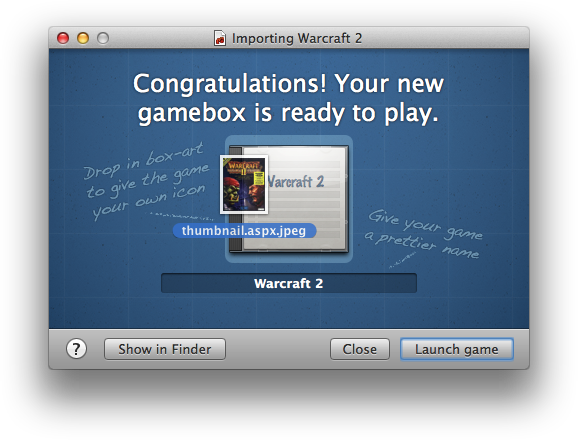 Importing Warcraft 2
Congratulations! Your new
gamebox is ready to play.
Drop in box-art
to give the game
your own icon
WARCRAFT
II
Warcraft 2
thumbnail.aspx.jpeg
Give your game
a prettier name
Warcraft 2
?
Show in Finder
Close
Launch game